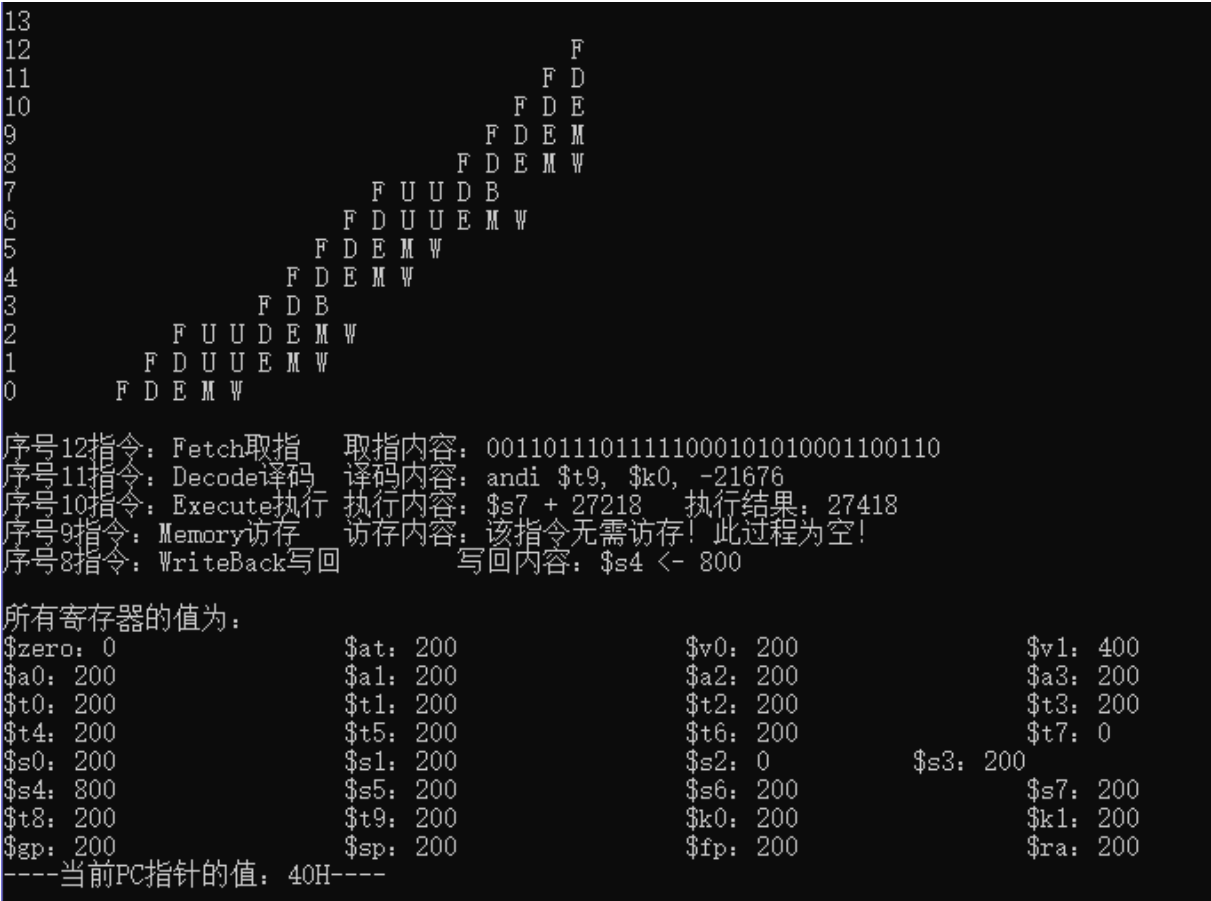 13
12 F
11 F D
10 F D E
9 F D E M
8 F D E M W
7 F U U D B
6 F D U U E M W
5 F D E M W
4 F D E M W
3 F D B
2 F U U D E M W
1 F D U U E M W
0 F D E M W
序号12指令: Fetch取指 取指内容: 00110111011111000101010001100110
序号11指令: Decode译码 译码内容: andi $t9, $k0, -21676
序号10指令: Execute执行 执行内容: $s7 + 27218 执行结果: 27418
序号9指令: Memory访存 访存内容: 该指令无需访存! 此过程为空!
序号8指令: WriteBack写回 写回内容: $s4 <- 800
所有寄存器的值为:
$zero: 0 $at: 200 $v0: 200 $v1: 400
$a0: 200 $a1: 200 $a2: 200 $a3: 200
$t0: 200 $t1: 200 $t2: 200 $t3: 200
$t4: 200 $t5: 200 $t6: 200 $t7: 0
$s0: 200 $s1: 200 $s2: 0 $s3: 200
$s4: 800 $s5: 200 $s6: 200 $s7: 200
$t8: 200 $t9: 200 $k0: 200 $k1: 200
$gp: 200 $sp: 200 $fp: 200 $ra: 200
----当前PC指针的值: 40H----